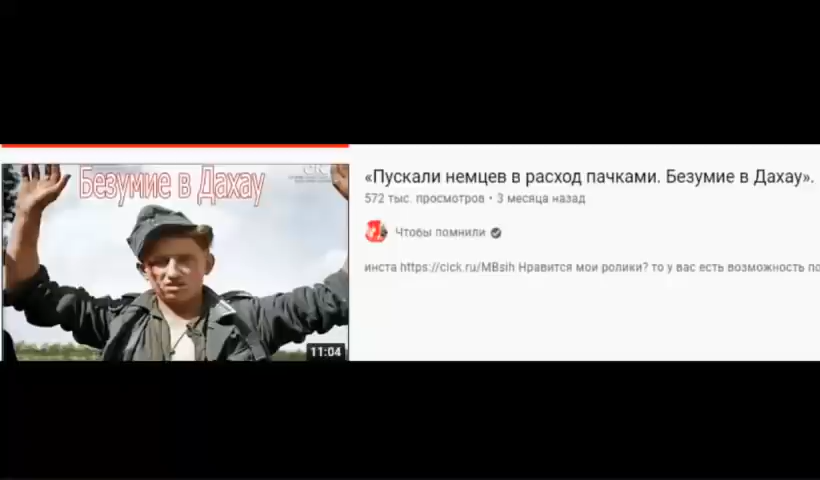 Безумие в Дахау
11:04
«Пускали немцев в расход пачками. Безумие в Дахау».
572 тыс. просмотров • 3 месяца назад
Чтобы помнили
инста https://cick.ru/MBsih Нравится мои ролики? то у вас есть возможность по